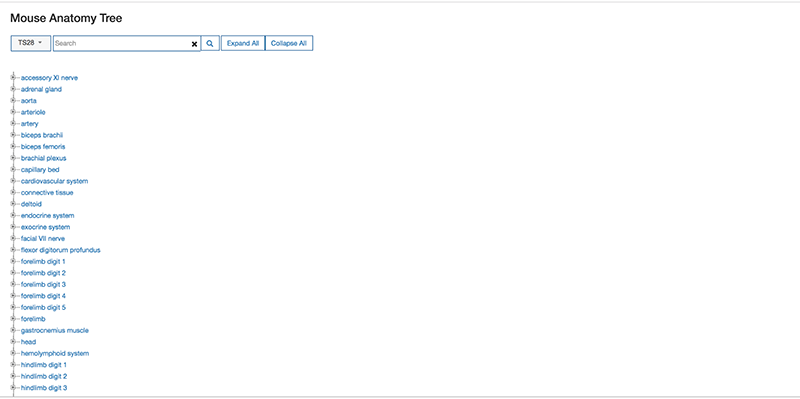 Mouse Anatomy Tree
TS28 Search Expand All Collapse All
accessory XI nerve
adrenal gland
aorta
arteriole
artery
biceps brachii
biceps femoris
brachial plexus
capillary bed
cardiovascular system
connective tissue
deltoid
endocrine system
exocrine system
facial VII nerve
flexor digitorum profundus
forelimb digit 1
forelimb digit 2
forelimb digit 3
forelimb digit 4
forelimb digit 5
forelimb
gastrocnemius muscle
head
hemolymphoid system
hindlimb digit 1
hindlimb digit 2
hindlimb digit 3